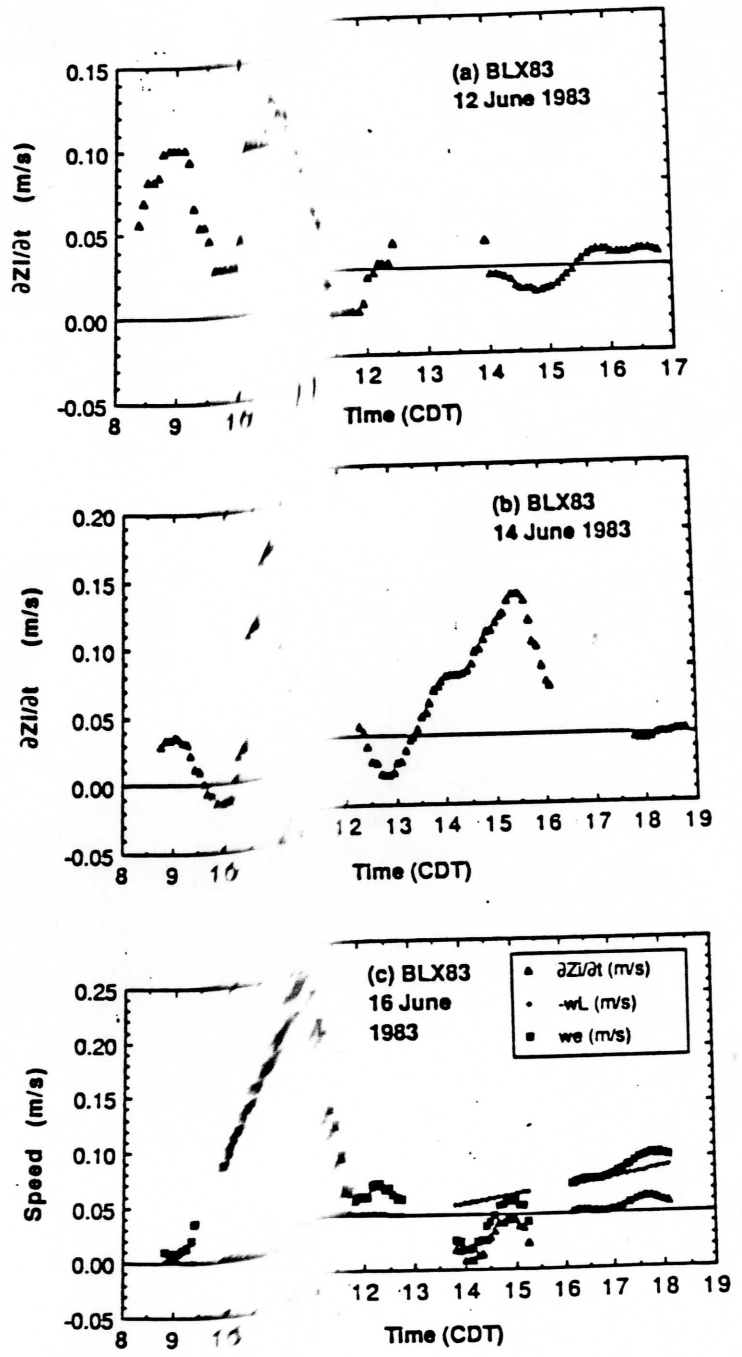 (a) BLX83
12 June 1983
∂Zi/∂t (m/s)
0.15
0.10
0.05
0.00
-0.05
8 9 10 12 13 14 15 16 17
Time (CDT)
(b) BLX83
14 June 1983
∂Zi/∂t (m/s)
0.20
0.15
0.10
0.05
0.00
-0.05
8 9 10 12 13 14 15 16 17 18 19
Time (CDT)
(c) BLX83
16 June
1983
∂Zi/∂t (m/s)
-wL (m/s)
we (m/s)
Speed (m/s)
0.25
0.20
0.15
0.10
0.05
0.00
-0.05
8 9 10 12 13 14 15 16 17 18 19
Time (CDT)